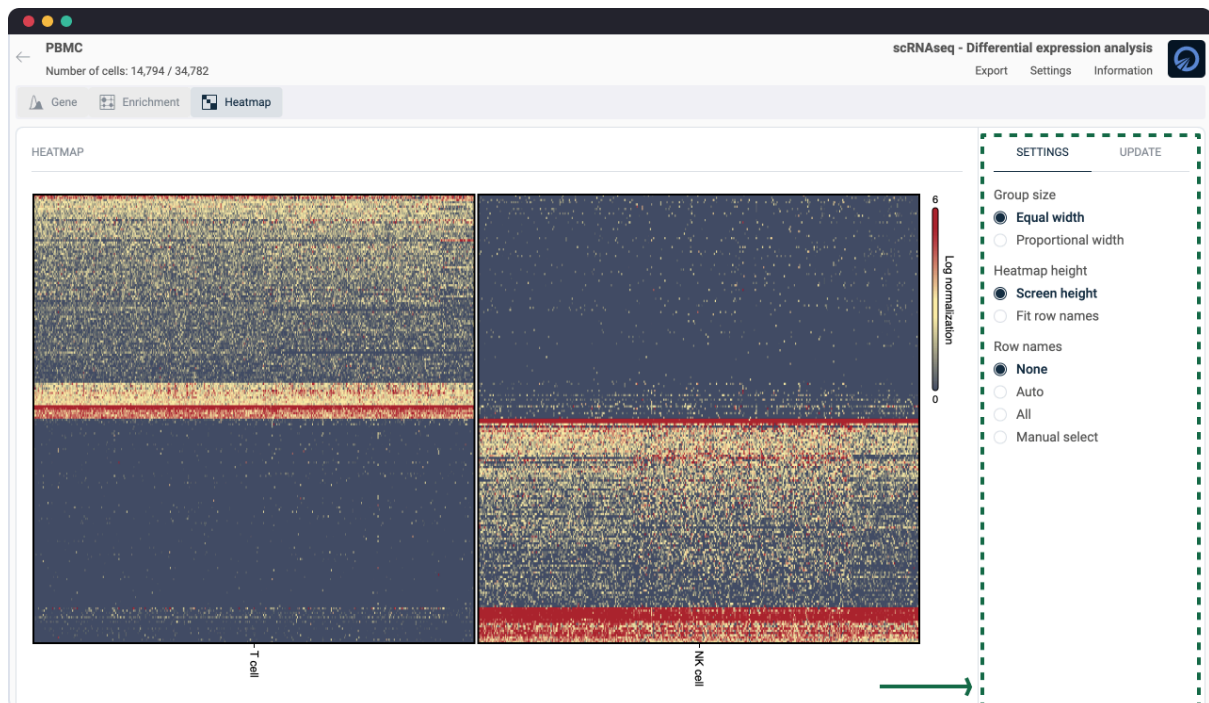 PBMC
scRNAseq - Differential expression analysis
Number of cells: 14,794 / 34,782
Export Settings Information
Gene Enrichment Heatmap
HEATMAP
SETTINGS UPDATE
Group size
Equal width
Proportional width
Heatmap height
Screen height
Fit row names
Row names
None
Auto
All
Manual select
6
Log normalization
0
T cell
NK cell